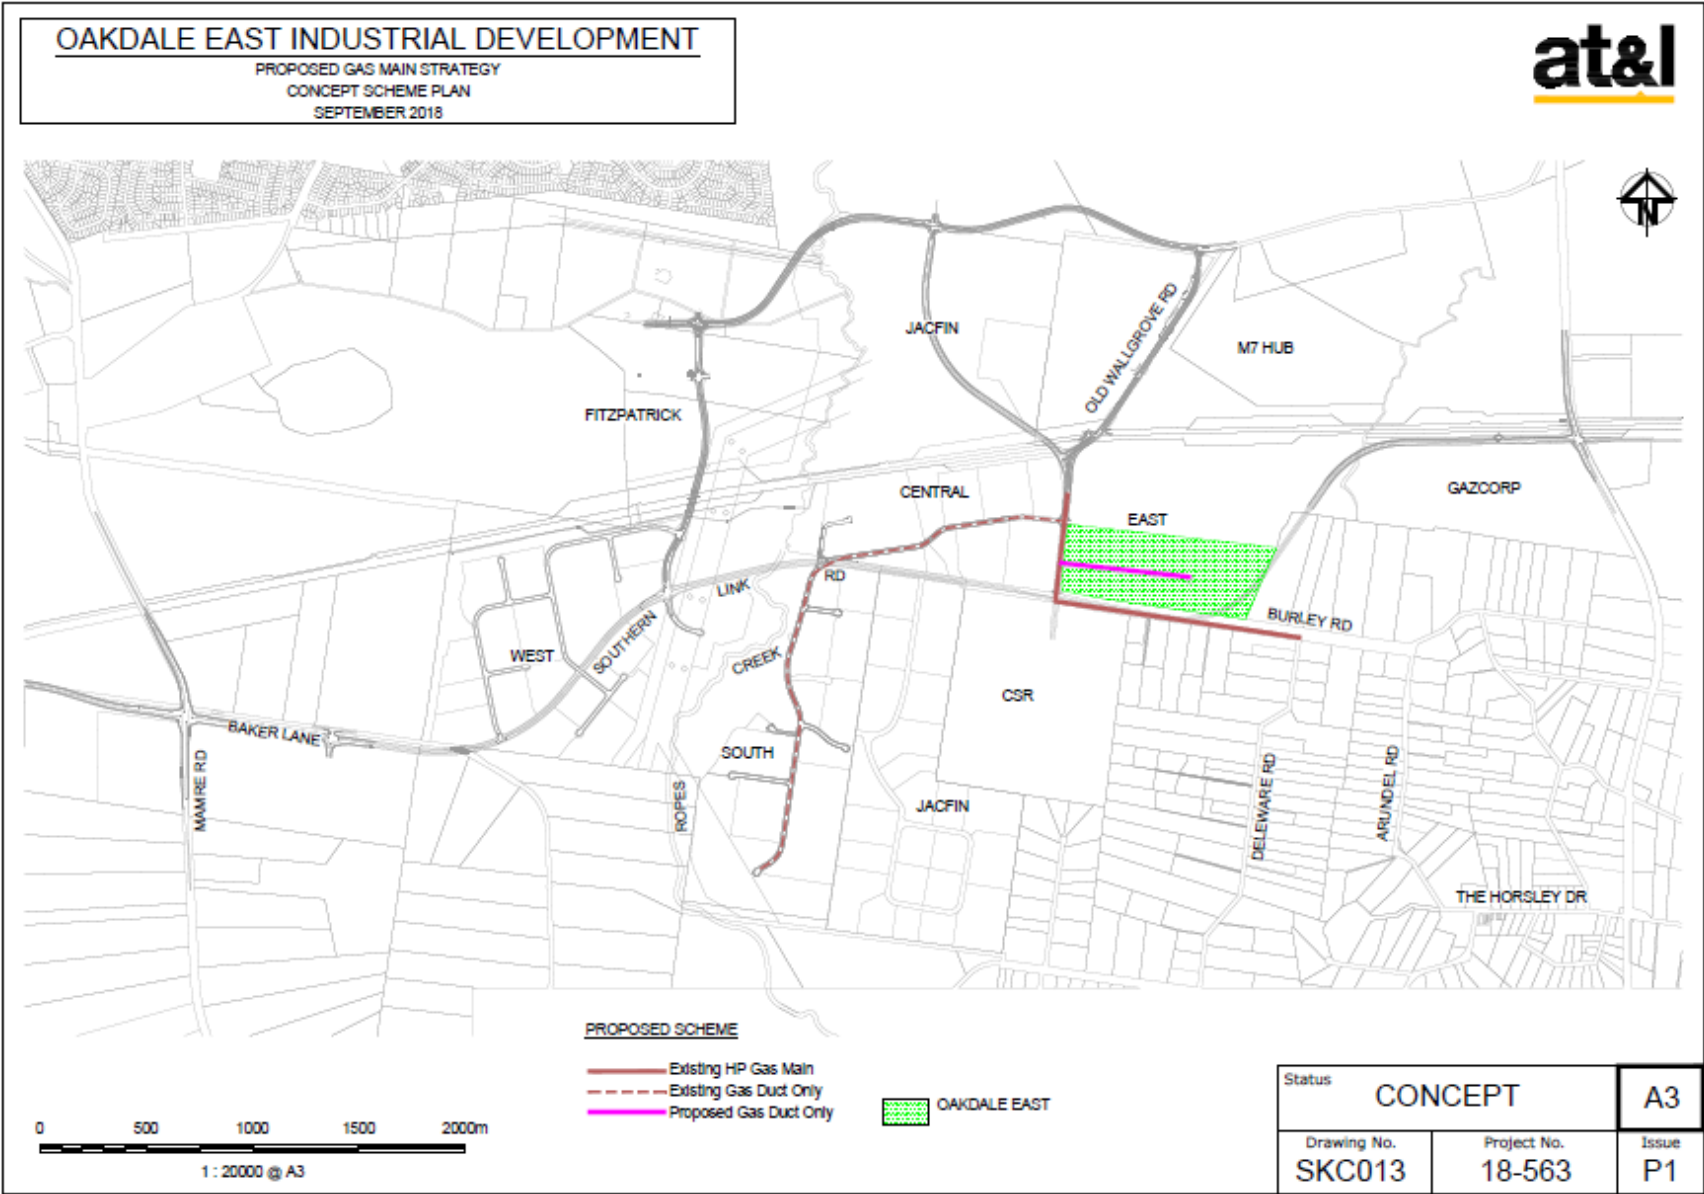 OAKDALE EAST INDUSTRIAL DEVELOPMENT
PROPOSED GAS MAIN STRATEGY
CONCEPT SCHEME PLAN
SEPTEMBER 2018
at&l
N
JACFIN
OLD WALLGROVE RD
M7 HUB
FITZPATRICK
CENTRAL
GAZCORP
EAST
LINK
RD
BURLEY RD
SOUTHERN
WEST
CREEK
CSR
BAKER LANE
SOUTH
MAMRE RD
ROPES
JACFIN
DELEWARE RD
ARUNDEL RD
THE HORSLEY DR
PROPOSED SCHEME
Existing HP Gas Main
Existing Gas Duct Only
Proposed Gas Duct Only
OAKDALE EAST
0 500 1000 1500 2000m
1 : 20000 @ A3
Status
CONCEPT
A3
Drawing No.
SKC013
Project No.
18-563
Issue
P1